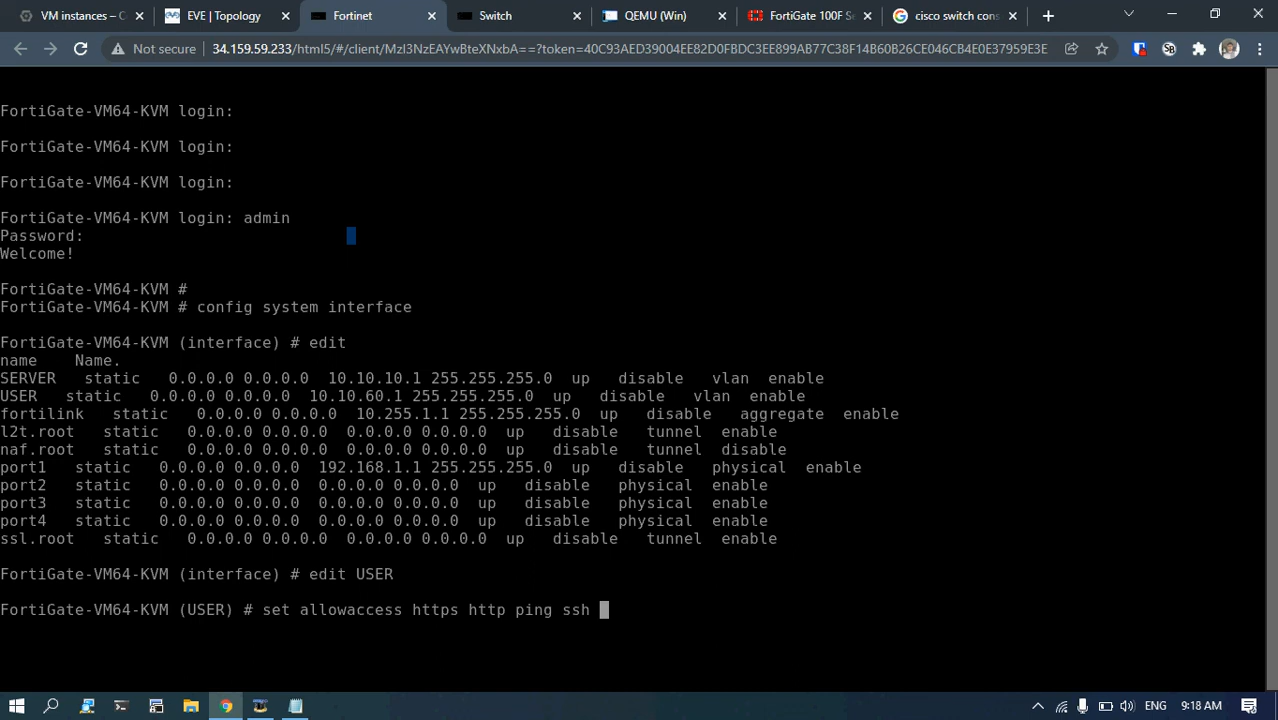 VM instances – Co
EVE | Topology
Fortinet
Switch
QEMU (Win)
FortiGate 100F Se
cisco switch cons
Not secure
34.159.59.233/html5/#/client/MzI3NzEAYwBteXNxbA==?token=40C93AED39004EE82D0FBDC3EE899AB77C38F14B60B26CE046CB4E0E37959E3E
FortiGate-VM64-KVM login:
FortiGate-VM64-KVM login:
FortiGate-VM64-KVM login:
FortiGate-VM64-KVM login: admin
Password:
Welcome!
FortiGate-VM64-KVM #
FortiGate-VM64-KVM # config system interface
FortiGate-VM64-KVM (interface) # edit
name    Name.
SERVER   static   0.0.0.0 0.0.0.0  10.10.10.1 255.255.255.0  up   disable   vlan  enable
USER   static   0.0.0.0 0.0.0.0  10.10.60.1 255.255.255.0  up   disable   vlan  enable
fortilink   static   0.0.0.0 0.0.0.0  10.255.1.1 255.255.255.0  up   disable   aggregate  enable
l2t.root   static   0.0.0.0 0.0.0.0  0.0.0.0 0.0.0.0  up   disable   tunnel  enable
naf.root   static   0.0.0.0 0.0.0.0  0.0.0.0 0.0.0.0  up   disable   tunnel  disable
port1   static   0.0.0.0 0.0.0.0  192.168.1.1 255.255.255.0  up   disable   physical  enable
port2   static   0.0.0.0 0.0.0.0  0.0.0.0 0.0.0.0  up   disable   physical  enable
port3   static   0.0.0.0 0.0.0.0  0.0.0.0 0.0.0.0  up   disable   physical  enable
port4   static   0.0.0.0 0.0.0.0  0.0.0.0 0.0.0.0  up   disable   physical  enable
ssl.root   static   0.0.0.0 0.0.0.0  0.0.0.0 0.0.0.0  up   disable   tunnel  enable
FortiGate-VM64-KVM (interface) # edit USER
FortiGate-VM64-KVM (USER) # set allowaccess https http ping ssh
ENG
9:18 AM